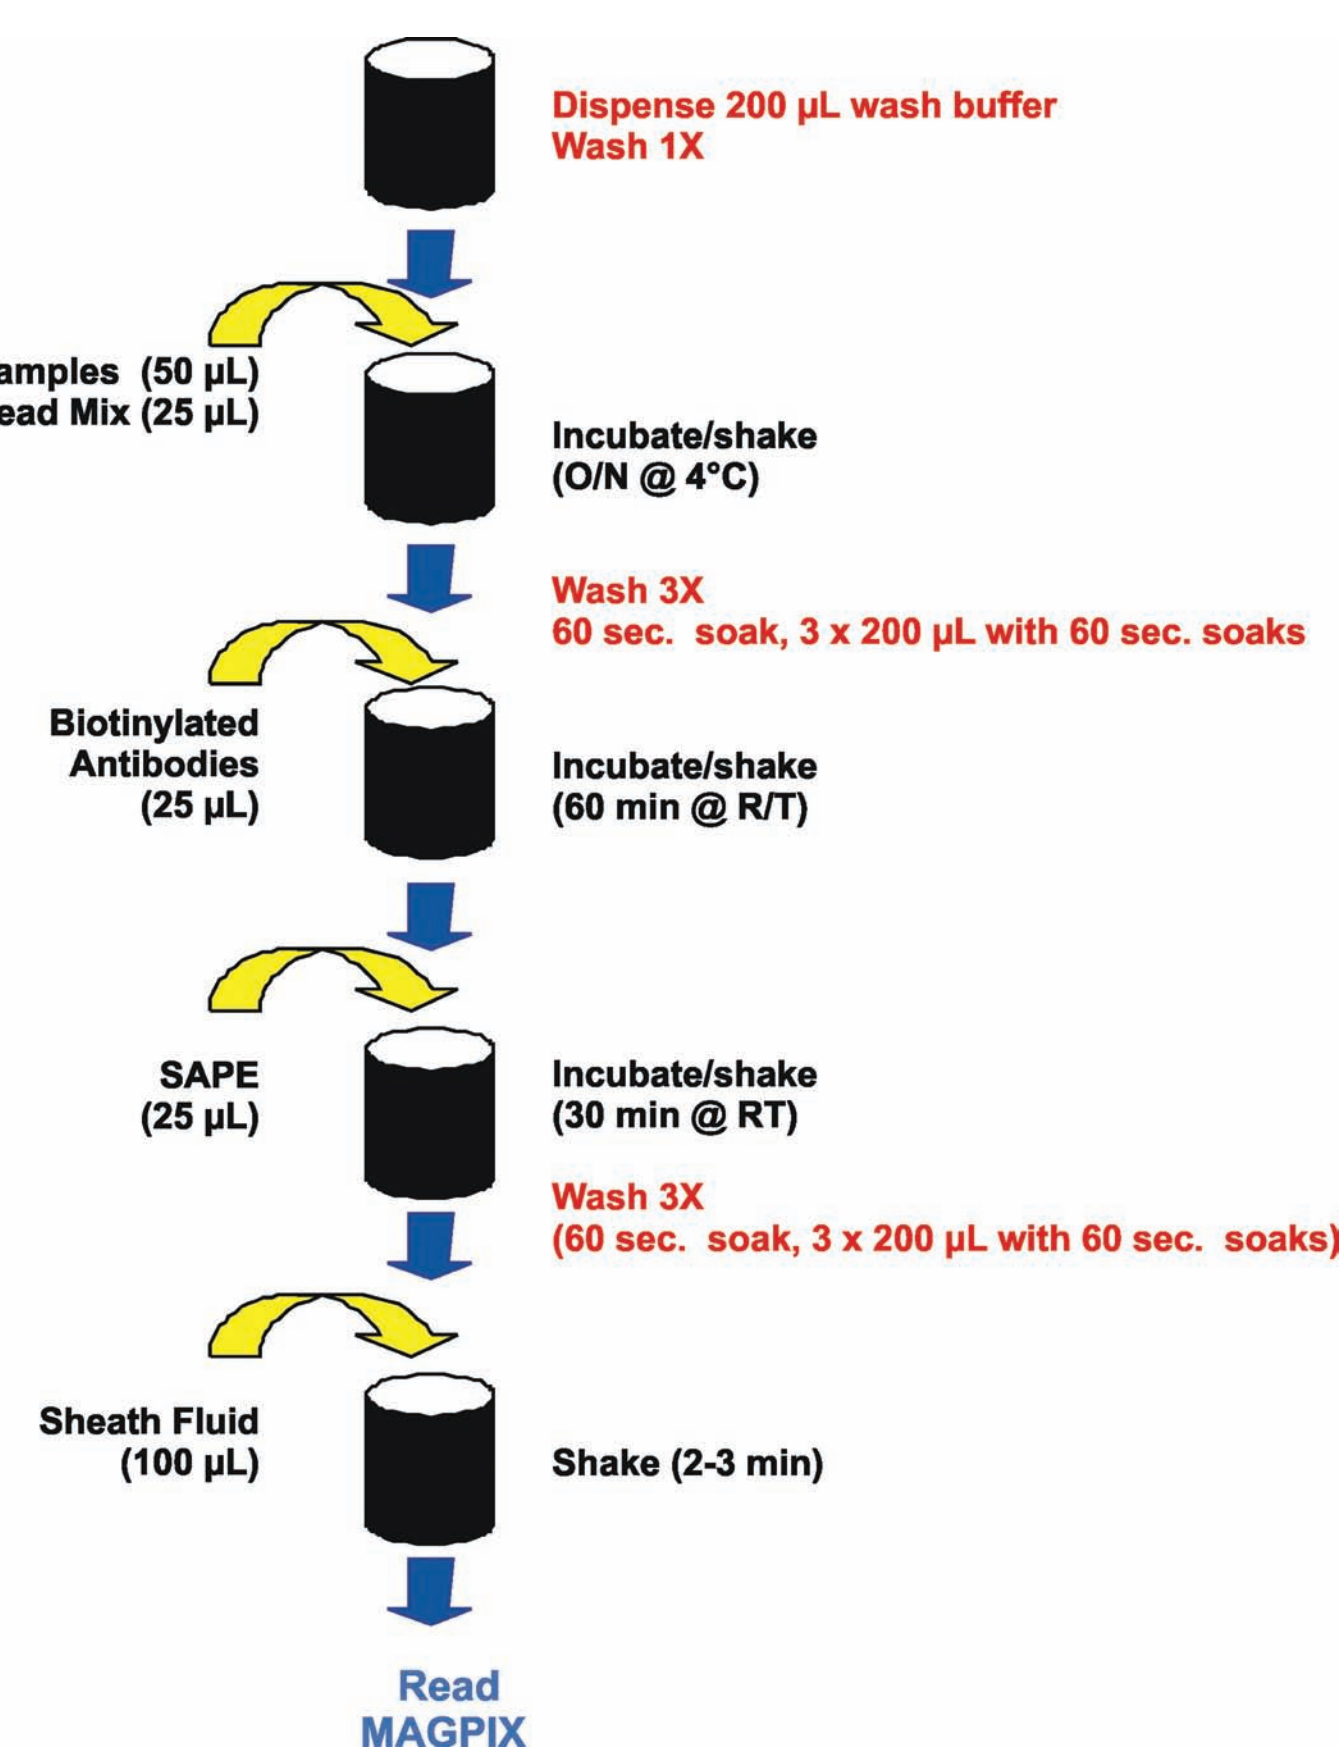 Dispense 200 µL wash buffer
Wash 1X
amples (50 µL)
ead Mix (25 µL)
Incubate/shake
(O/N @ 4°C)
Wash 3X
60 sec. soak, 3 x 200 µL with 60 sec. soaks
Biotinylated
Antibodies
(25 µL)
Incubate/shake
(60 min @ R/T)
SAPE
(25 µL)
Incubate/shake
(30 min @ RT)
Wash 3X
(60 sec. soak, 3 x 200 µL with 60 sec. soaks)
Sheath Fluid
(100 µL)
Shake (2-3 min)
Read
MAGPIX